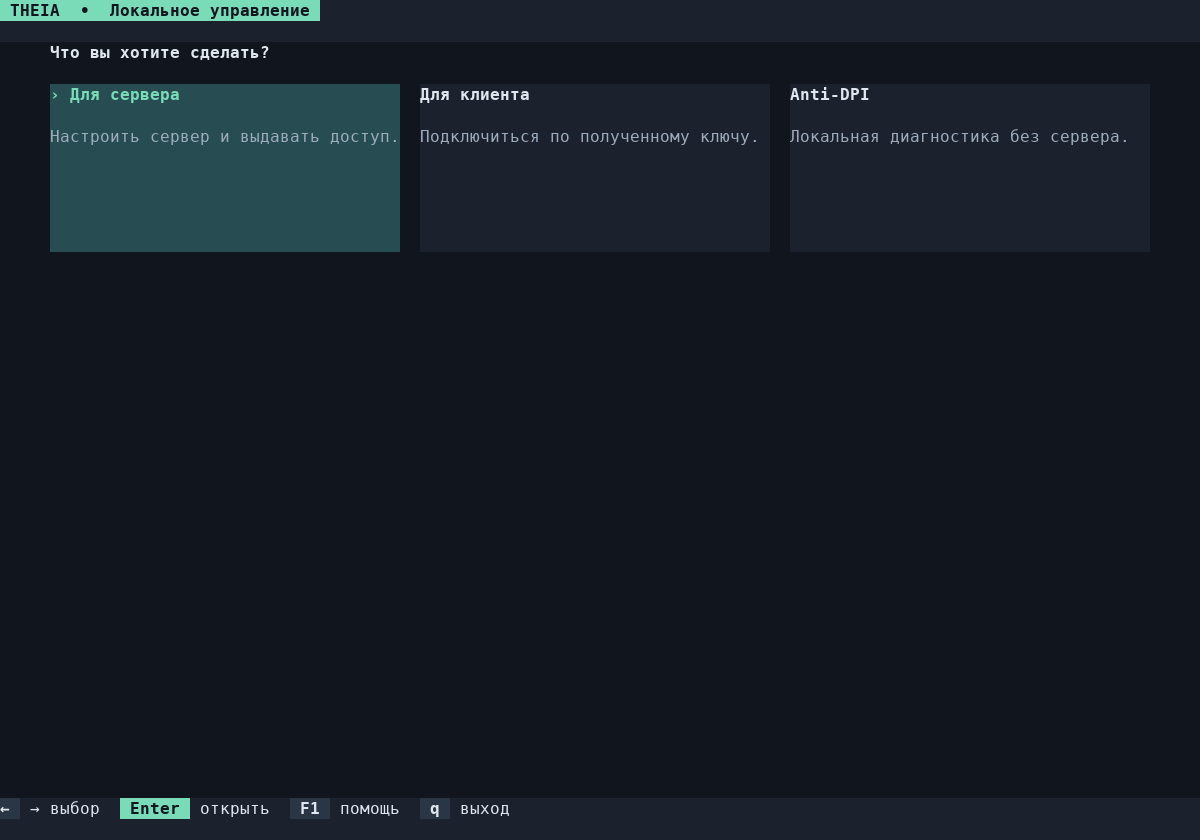 THEIA • Локальное управление
Что вы хотите сделать?
› Для сервера
Настроить сервер и выдавать доступ.
Для клиента
Подключиться по полученному ключу.
Anti-DPI
Локальная диагностика без сервера.
← → выбор Enter открыть F1 помощь q выход